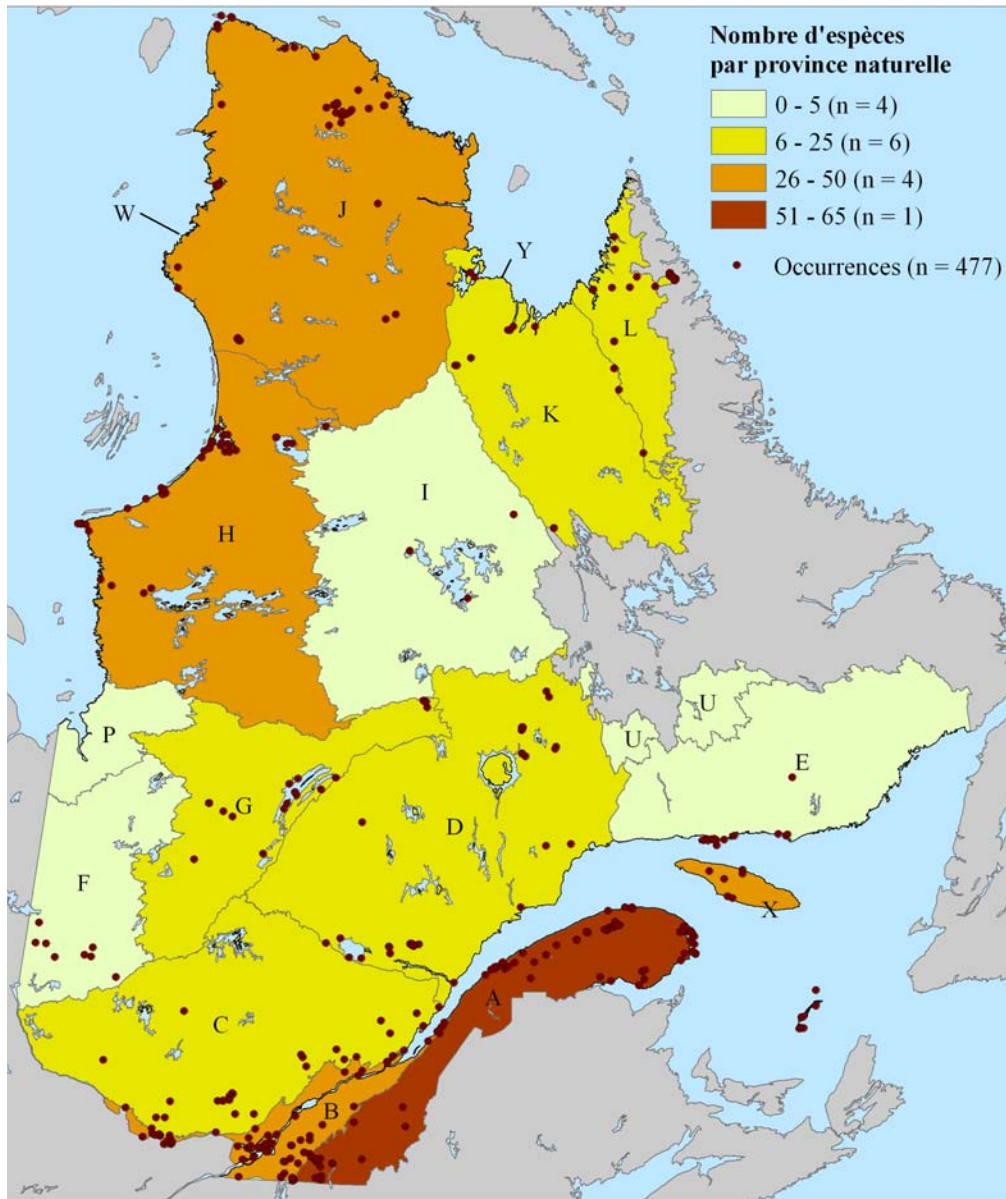 Nombre d'espèces
par province naturelle
0 - 5 (n = 4)
6 - 25 (n = 6)
26 - 50 (n = 4)
51 - 65 (n = 1)
Occurrences (n = 477)
J
W
Y
L
K
I
H
P
U
U
E
G
D
F
X
A
C
B